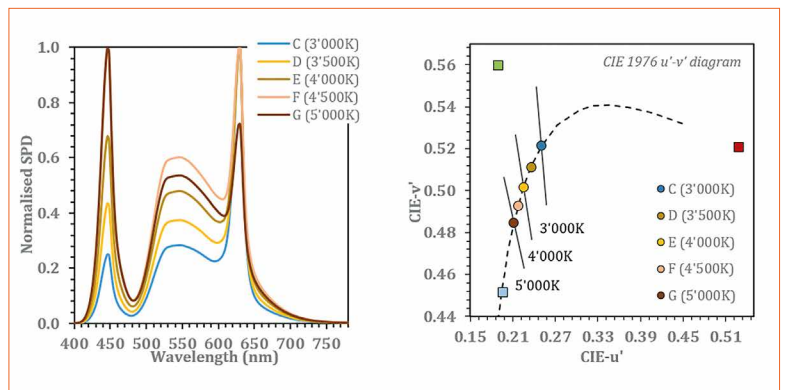 1.0
0.8
0.6
0.4
0.2
0.0
400 450 500 550 600 650 700 750
Wavelength (nm)
Normalised SPD
C (3'000K)
D (3'500K)
E (4'000K)
F (4'500K)
G (5'000K)
CIE 1976 u'-v' diagram
0.56
0.54
0.52
0.50
0.48
0.46
0.44
CIE-v'
3'000K
4'000K
5'000K
C (3'000K)
D (3'500K)
E (4'000K)
F (4'500K)
G (5'000K)
0.15 0.21 0.27 0.33 0.39 0.45 0.51
CIE-u'